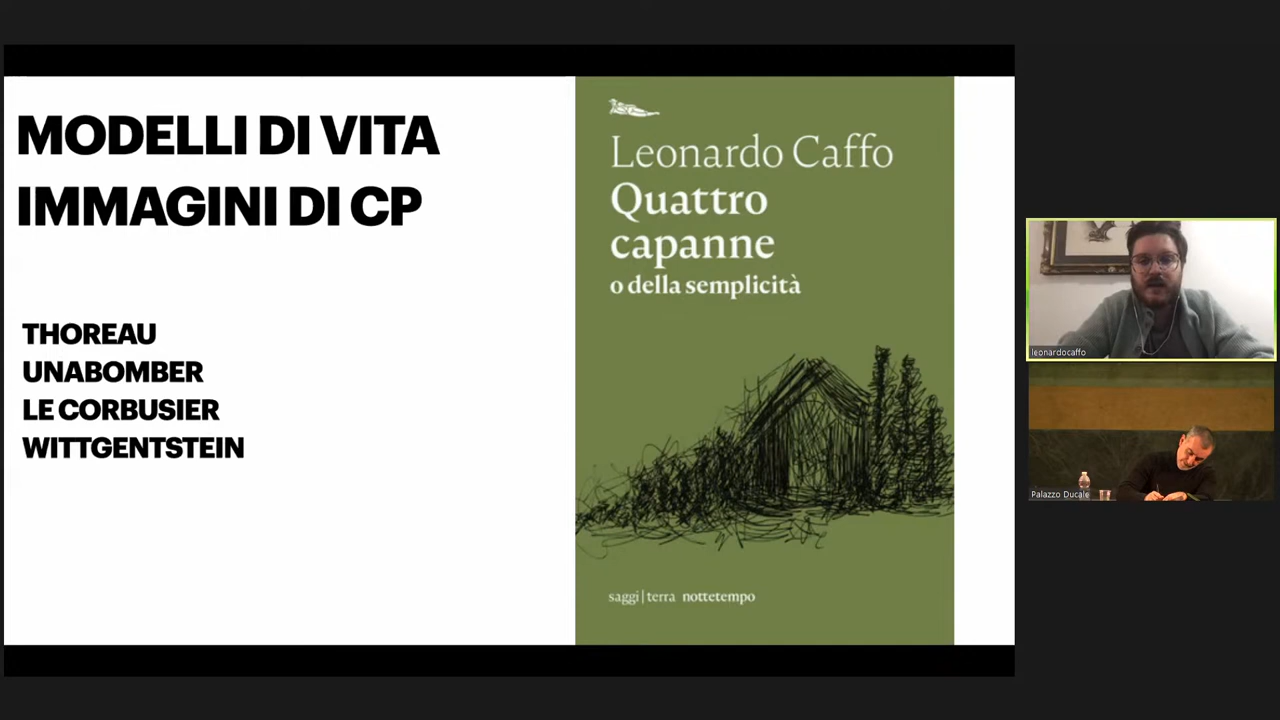 MODELLI DI VITA
IMMAGINI DI CP
THOREAU
UNABOMBER
LE CORBUSIER
WITTGENTSTEIN
Leonardo Caffo
Quattro
capanne
o della semplicità
saggi|terra nottetempo
leonardocaffo
Palazzo Ducale